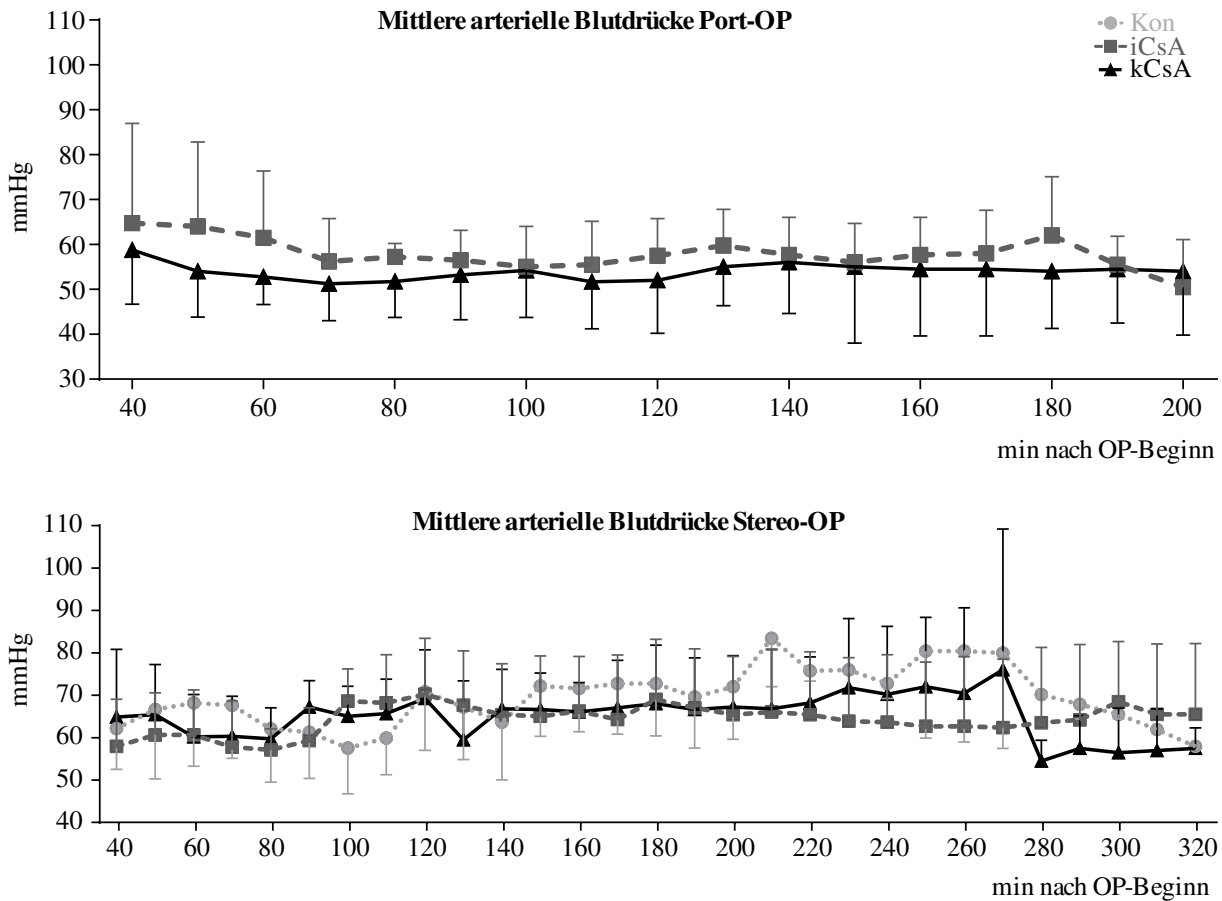 Mittlere arterielle Blutdrücke Port-OP
Kon
iCsA
kCsA
mmHg
110
100
90
80
70
60
50
40
30
40 60 80 100 120 140 160 180 200
min nach OP-Beginn
Mittlere arterielle Blutdrücke Stereo-OP
mmHg
110
100
90
80
70
60
50
40
40 60 80 100 120 140 160 180 200 220 240 260 280 300 320
min nach OP-Beginn